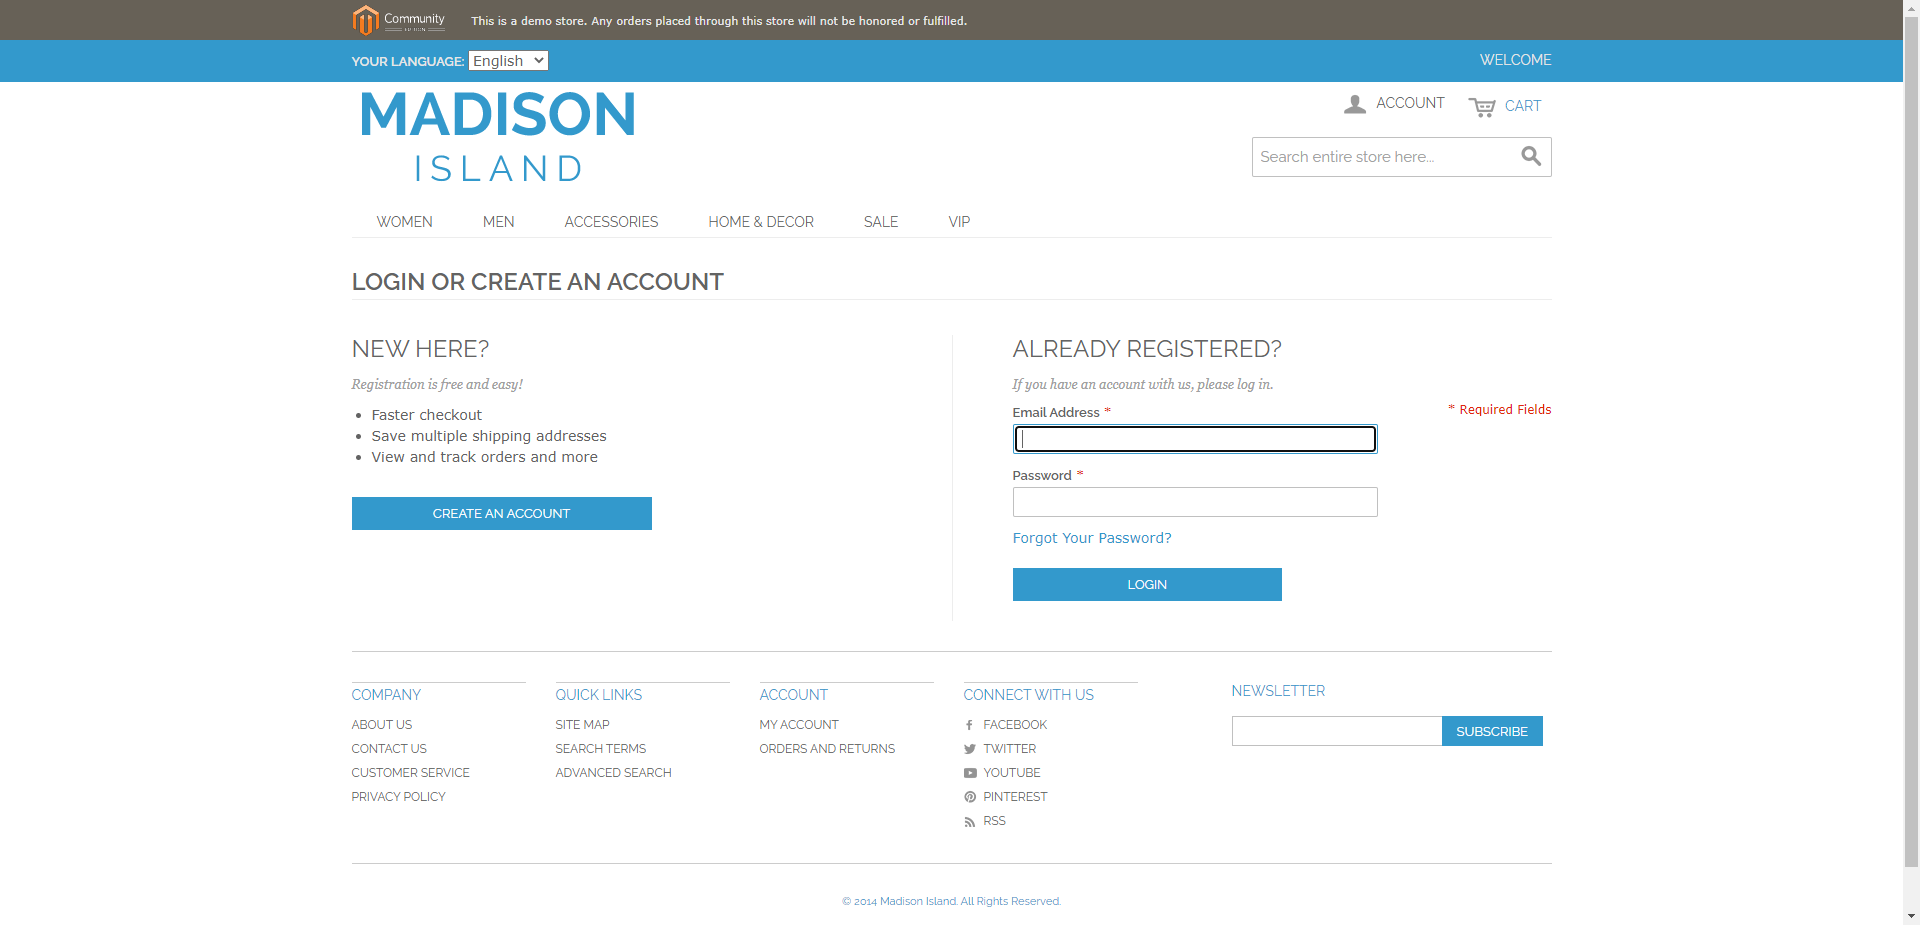 Community
This is a demo store. Any orders placed through this store will not be honored or fulfilled.
YOUR LANGUAGE: English
WELCOME
MADISON
ISLAND
ACCOUNT
CART
Search entire store here...
WOMEN
MEN
ACCESSORIES
HOME & DECOR
SALE
VIP
LOGIN OR CREATE AN ACCOUNT
NEW HERE?
Registration is free and easy!
• Faster checkout
• Save multiple shipping addresses
• View and track orders and more
CREATE AN ACCOUNT
ALREADY REGISTERED?
If you have an account with us, please log in.
* Required Fields
Email Address *
Password *
Forgot Your Password?
LOGIN
COMPANY
ABOUT US
CONTACT US
CUSTOMER SERVICE
PRIVACY POLICY
QUICK LINKS
SITE MAP
SEARCH TERMS
ADVANCED SEARCH
ACCOUNT
MY ACCOUNT
ORDERS AND RETURNS
CONNECT WITH US
FACEBOOK
TWITTER
YOUTUBE
PINTEREST
RSS
NEWSLETTER
SUBSCRIBE
© 2014 Madison Island. All Rights Reserved.